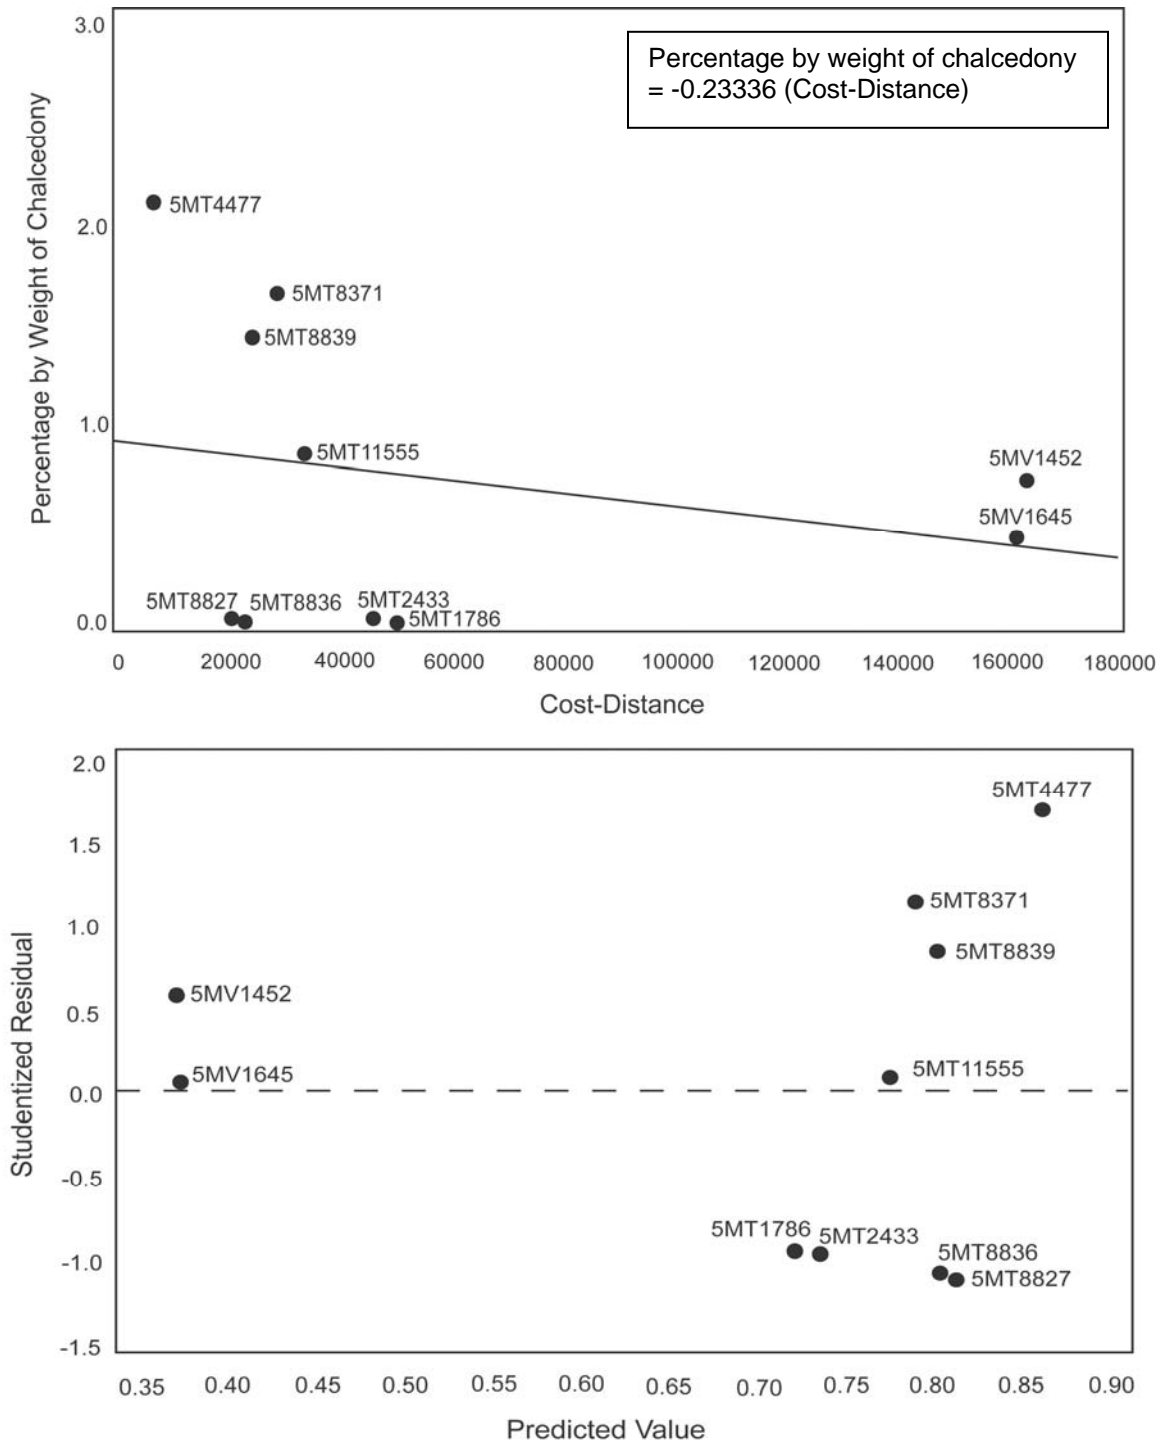 3.0
Percentage by weight of chalcedony
= -0.23336 (Cost-Distance)
Percentage by Weight of Chalcedony
5MT4477
2.0
5MT8371
5MT8839
1.0
5MT11555
5MV1452
5MV1645
5MT8827 5MT8836 5MT2433
5MT1786
0.0
0 20000 40000 60000 80000 100000 120000 140000 160000 180000
Cost-Distance
2.0
5MT4477
1.5
5MT8371
1.0
5MT8839
Studentized Residual
5MV1452
0.5
5MV1645
5MT11555
0.0
-0.5
5MT1786 5MT2433
5MT8836
-1.0
5MT8827
-1.5
0.35 0.40 0.45 0.50 0.55 0.60 0.65 0.70 0.75 0.80 0.85 0.90
Predicted Value